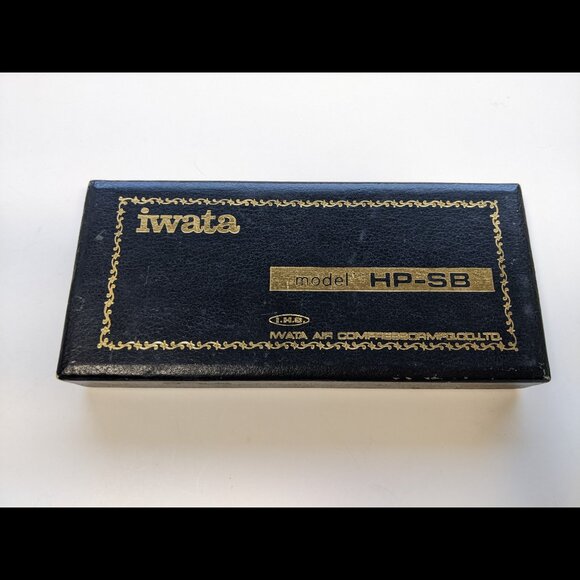 iwata
model HP-SB
I.H.S.
IWATA AIR COMPRESSOR MFG.CO.,LTD.